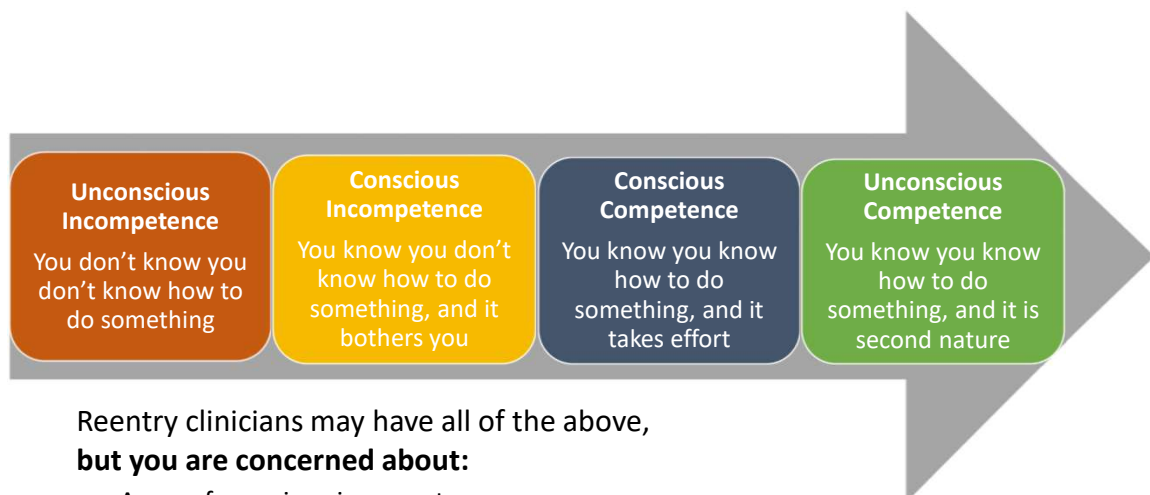 Unconscious
Incompetence
You don’t know you
don’t know how to
do something
Conscious
Incompetence
You know you don’t
know how to do
something, and it
bothers you
Conscious
Competence
You know you know
how to do
something, and it
takes effort
Unconscious
Competence
You know you know
how to do
something, and it is
second nature
Reentry clinicians may have all of the above,
but you are concerned about: